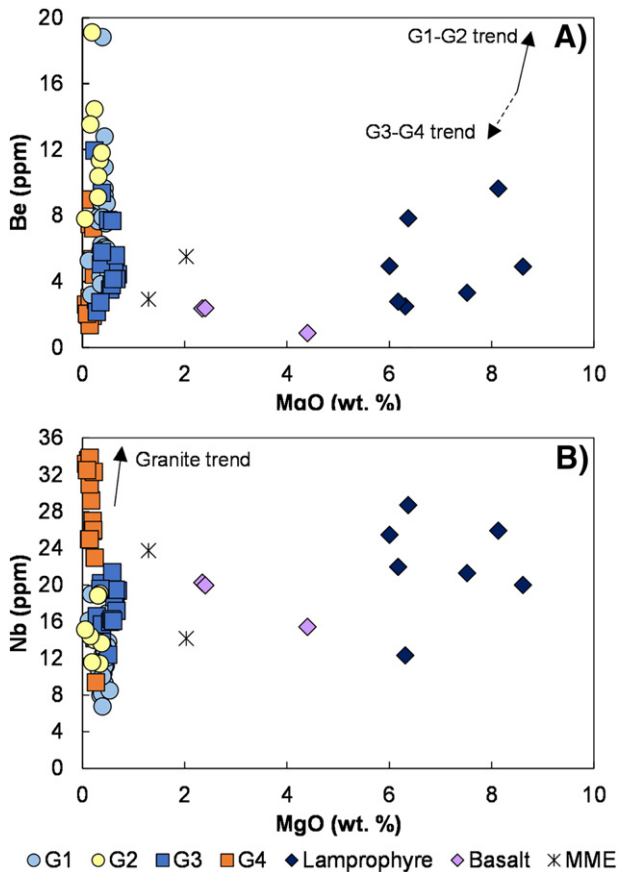 20
16
12
8
4
0
Be (ppm)
G1-G2 trend
A)
G3-G4 trend
0 2 4 6 8 10
MgO (wt. %)
36
32
28
24
20
16
12
8
4
0
Nb (ppm)
Granite trend
B)
0 2 4 6 8 10
MgO (wt. %)
G1 G2 G3 G4 Lamprophyre Basalt MME